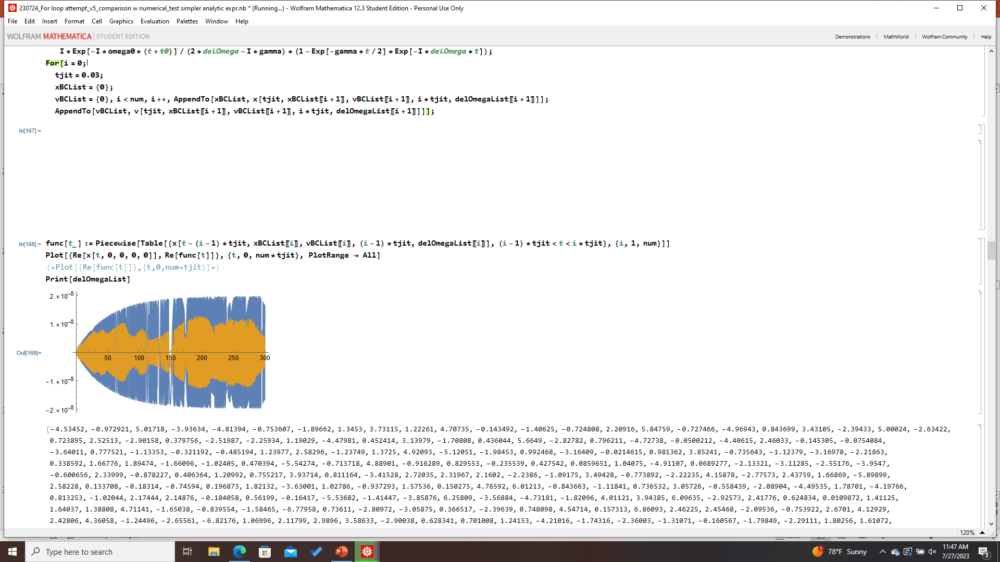 230724_For loop attempt_v5_comparison w numerical_test simpler analytic expr.nb * (Running...) - Wolfram Mathematica 12.3 Student Edition - Personal Use Only
File Edit Insert Format Cell Graphics Evaluation Palettes Window Help
WOLFRAM MATHEMATICA STUDENT EDITION
Demonstrations MathWorld Wolfram Community Help
I * Exp[-I * omega0 * (t + t0)] / (2 * delOmega - I * gamma) * (1 - Exp[-gamma * t / 2] * Exp[-I * delOmega * t]);
For[i = 0;
tjit = 0.03;
xBCList = {0};
vBCList = {0}, i < num, i ++, AppendTo[xBCList, x[tjit, xBCList〚i + 1〛, vBCList〚i + 1〛, i * tjit, delOmegaList〚i + 1〛]];
AppendTo[vBCList, v[tjit, xBCList〚i + 1〛, vBCList〚i + 1〛, i * tjit, delOmegaList〚i + 1〛]]];
In[167]:=
In[168]:= func[t_] := Piecewise[Table[{x[t - (i - 1) * tjit, xBCList〚i〛, vBCList〚i〛, (i - 1) * tjit, delOmegaList〚i〛], (i - 1) * tjit < t < i * tjit}, {i, 1, num}]]
Plot[{Re[x[t, 0, 0, 0, 0]], Re[func[t]]}, {t, 0, num * tjit}, PlotRange → All]
(*Plot[{Re[func[t]]},{t,0,num*tjit}]*)
Print[delOmegaList]
2. × 10^-8
1. × 10^-8
Out[169]=
50 100 150 200 250 300
-1. × 10^-8
-2. × 10^-8
{-4.53452, -0.972921, 5.01718, -3.93634, -4.81394, -0.753607, -1.89662, 1.3453, 3.73115, 1.22261, 4.70735, -0.143492, -1.40625, -0.724808, 2.20916, 5.84759, -0.727466, -4.96943, 0.843699, 3.43105, -2.39433, 5.00024, -2.63422,
0.723895, 2.52513, -2.90158, 0.379756, -2.51987, -2.25934, 1.19029, -4.47981, 0.452414, 3.13979, -1.70808, 0.436044, 5.6649, -2.82782, 0.796211, -4.72738, -0.0500212, -4.40615, 2.46033, -0.145305, -0.0754084,
-3.64011, 0.777521, -1.13353, -0.321192, -0.485194, 1.23977, 2.58296, -1.23749, 1.3725, 4.92093, -5.12051, -1.98453, 0.992468, -3.16409, -0.0214615, 0.981362, 3.85241, -0.735643, -1.12379, -3.16978, -2.21863,
0.338592, 1.66776, 1.89474, -1.66096, -1.02405, 0.470394, -5.54274, -0.713718, 4.88901, -0.916289, 0.829553, -0.235539, 0.427542, 0.0859651, 1.04075, -4.91107, 0.0689277, -2.13321, -3.11285, -2.55176, -3.9547,
-0.600656, 2.33999, -0.878227, 0.406364, 1.20992, 0.755217, 3.93714, 0.811164, -3.41528, 2.72035, 2.31967, 2.1602, -2.2386, -1.09175, 3.49428, -0.773892, -2.22235, 4.15878, -2.77573, 2.43759, 1.66869, -5.89899,
2.58228, 0.133708, -0.18314, -0.74594, 0.196873, 1.82132, -3.63001, 1.02786, -0.937293, 1.57536, 0.150275, 4.76592, 6.01213, -0.843663, -1.11841, 0.736532, 3.05726, -0.558439, -2.08904, -4.49535, 1.78701, -4.19766,
0.813253, -1.02044, 2.17444, 2.14876, -0.184058, 0.56199, -0.16417, -5.53682, -1.41447, -3.85876, 6.25809, -3.56884, -4.73181, -1.82096, 4.01121, 3.94385, 6.09635, -2.92573, 2.41776, 0.624834, 0.0109872, 1.41125,
1.64037, 1.38808, 4.71141, -1.65038, -0.839554, -1.58465, -6.77958, 0.73611, -2.80972, -3.05875, 0.366517, -2.39639, 0.748098, 4.54714, 0.157313, 6.86093, 2.46225, 2.45468, -2.09536, -0.753922, 2.6701, 4.12929,
2.42806, 4.36058, -1.24496, -2.65561, -6.82176, 1.06996, 2.11799, 2.9896, 3.58633, -2.90038, 0.628341, 0.701008, 1.24153, -4.21016, -1.74316, -2.36003, -1.31071, -0.160567, -1.79849, -2.29111, 1.80256, 1.61072,
120%
Type here to search
78°F Sunny
11:47 AM
7/27/2023
3